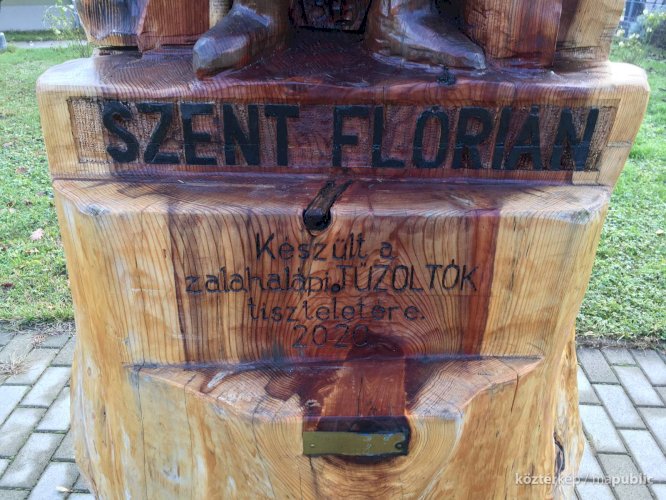 SZENT FLÓRIÁN
Készült a
zalahalápi TŰZOLTÓK
tiszteletére.
2020
köztérkép / mapublic